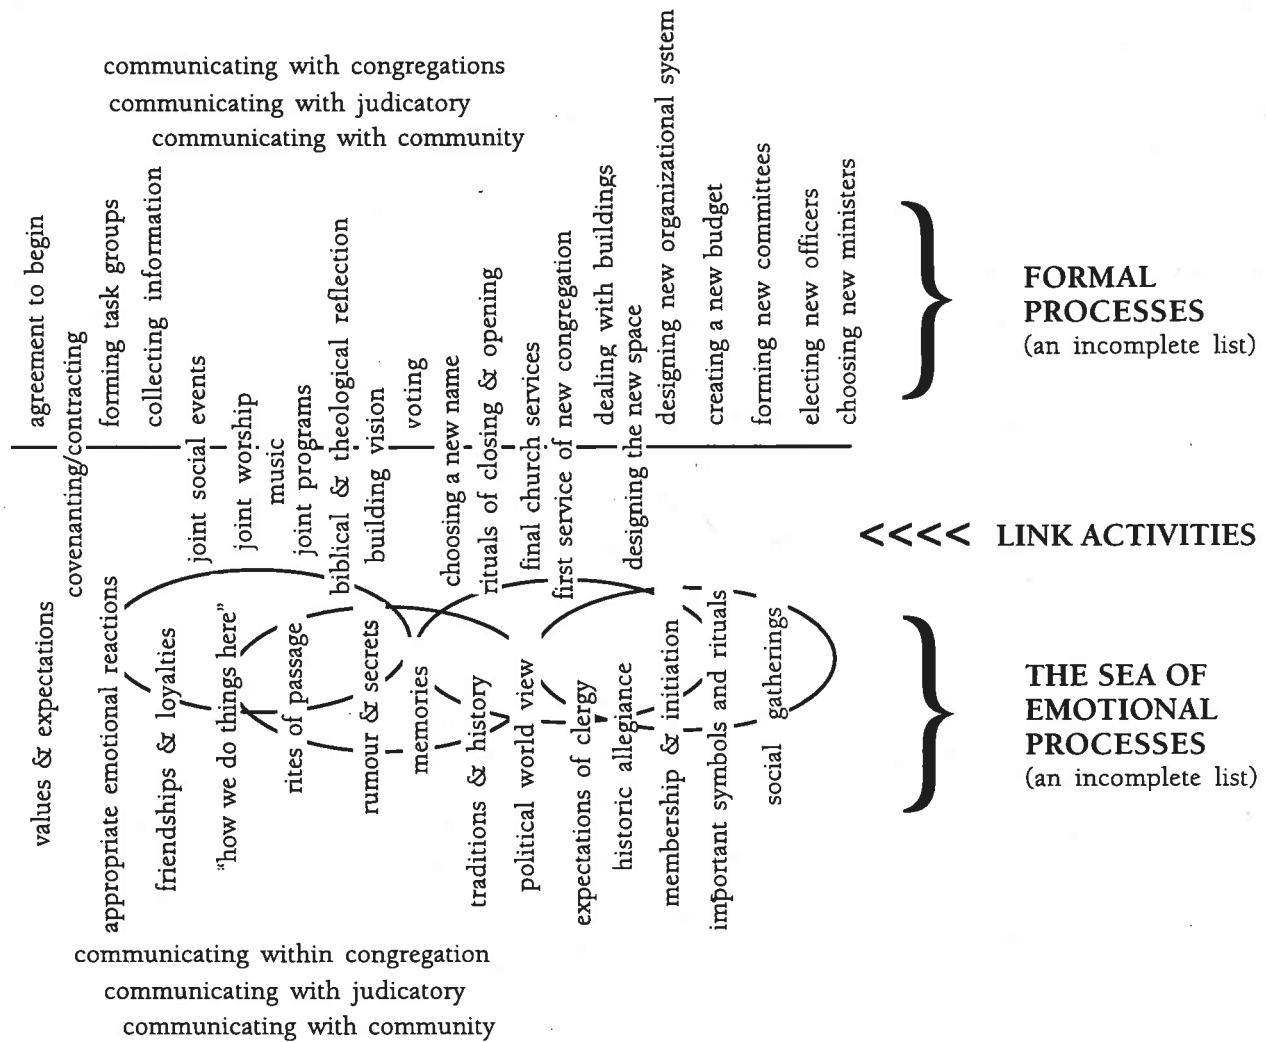 communicating with congregations
communicating with judicatory
communicating with community
agreement to begin
covenanting/contracting
forming task groups
collecting information
joint social events
joint worship
music
joint programs
biblical & theological reflection
building vision
voting
choosing a new name
rituals of closing & opening
final church services
first service of new congregation
dealing with buildings
designing the new space
designing new organizational system
creating a new budget
forming new committees
electing new officers
choosing new ministers
FORMAL
PROCESSES
(an incomplete list)
<<<< LINK ACTIVITIES
values & expectations
appropriate emotional reactions
friendships & loyalties
"how we do things here"
rites of passage
rumour & secrets
memories
traditions & history
political world view
expectations of clergy
historic allegiance
membership & initiation
important symbols and rituals
social gatherings
THE SEA OF
EMOTIONAL
PROCESSES
(an incomplete list)
communicating within congregation
communicating with judicatory
communicating with community